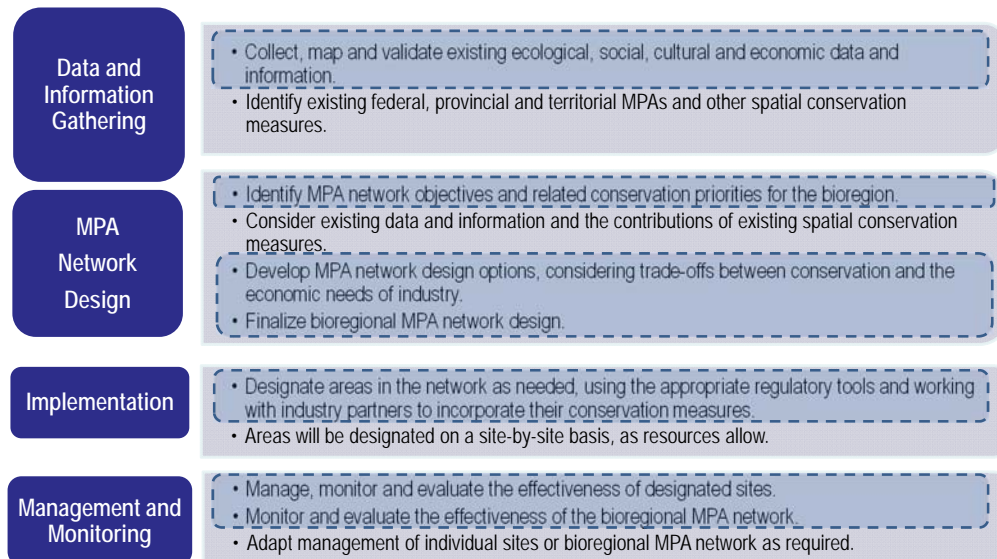 Data and
Information
Gathering
• Collect, map and validate existing ecological, social, cultural and economic data and
information.
• Identify existing federal, provincial and territorial MPAs and other spatial conservation
measures.
MPA
Network
Design
• Identify MPA network objectives and related conservation priorities for the bioregion.
• Consider existing data and information and the contributions of existing spatial conservation
measures.
• Develop MPA network design options, considering trade-offs between conservation and the
economic needs of industry.
• Finalize bioregional MPA network design.
Implementation
• Designate areas in the network as needed, using the appropriate regulatory tools and working
with industry partners to incorporate their conservation measures.
• Areas will be designated on a site-by-site basis, as resources allow.
Management and
Monitoring
• Manage, monitor and evaluate the effectiveness of designated sites.
• Monitor and evaluate the effectiveness of the bioregional MPA network.
• Adapt management of individual sites or bioregional MPA network as required.